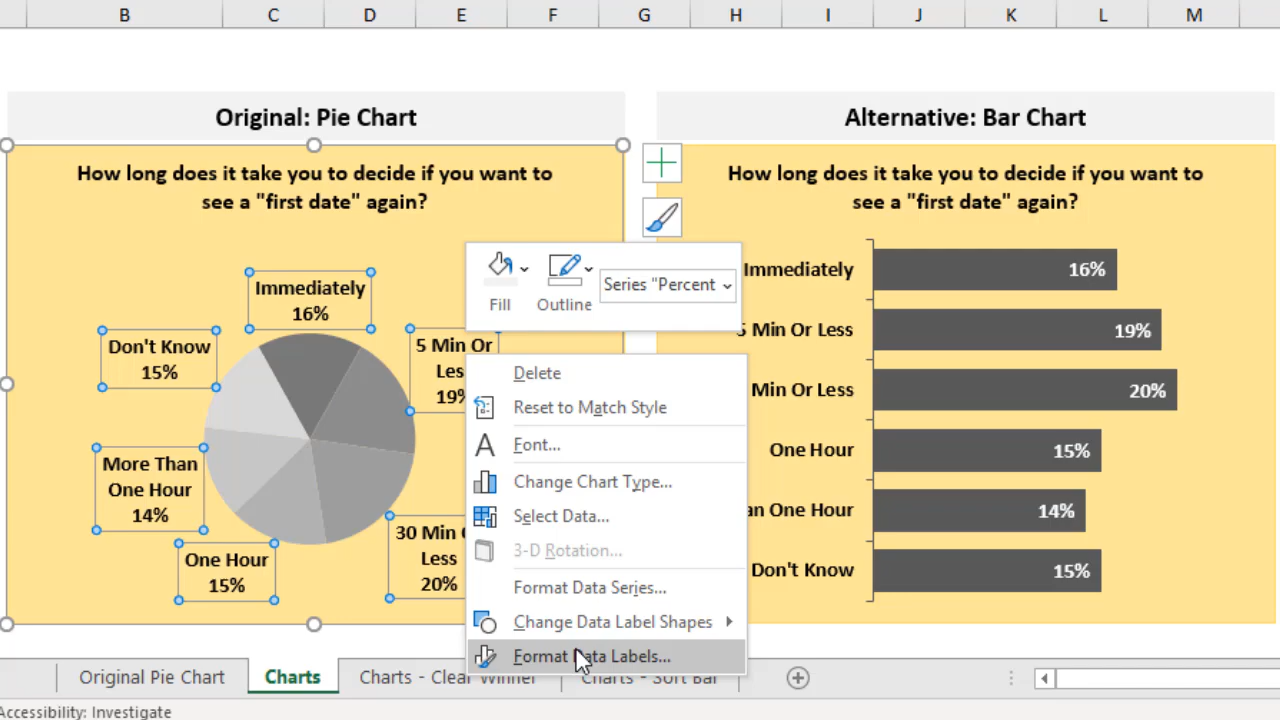 B C D E F G H I J K L M
Original: Pie Chart
Alternative: Bar Chart
How long does it take you to decide if you want to
see a "first date" again?
Immediately
16%
Don't Know
15%
5 Min Or
Les
19%
More Than
One Hour
14%
30 Min
Less
20%
One Hour
15%
Fill
Outline
Series "Percent
Delete
Reset to Match Style
Font...
Change Chart Type...
Select Data...
3-D Rotation...
Format Data Series...
Change Data Label Shapes
Format Data Labels...
How long does it take you to decide if you want to
see a "first date" again?
Immediately 16%
5 Min Or Less 19%
Min Or Less 20%
One Hour 15%
an One Hour 14%
Don't Know 15%
Original Pie Chart Charts Charts - Clear Winner Charts - Sort Bar
Accessibility: Investigate